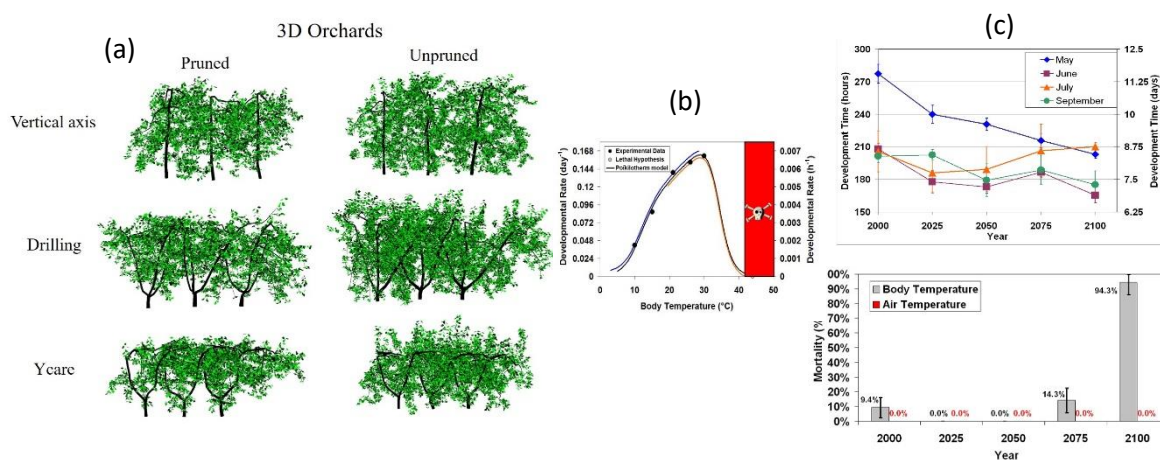 (a)
3D Orchards
Pruned
Unpruned
Vertical axis
Drilling
Ycare
(b)
Experimental Data
Lethal Hypothesis
Poikilotherm model
Developmental Rate (day⁻¹)
0.168
0.144
0.12
0.096
0.072
0.048
0.024
0
0.007
0.006
0.005
0.004
0.003
0.002
0.001
0
Developmental Rate (h⁻¹)
0 10 20 30 40 50
Body Temperature (°C)
(c)
Development Time (hours)
300
270
240
210
180
150
12.5
11.25
10
8.75
7.5
6.25
Development Time (days)
May
June
July
September
2000 2025 2050 2075 2100
Year
Mortality (%
00%
90%
80%
70%
60%
50%
40%
30%
20%
10%
0%
Body Temperature
Air Temperature
9.4% 0.0% 0.0% 0.0% 0.0% 0.0% 14.3% 0.0% 94.3% 0.0%
2000 2025 2050 2075 2100
Year